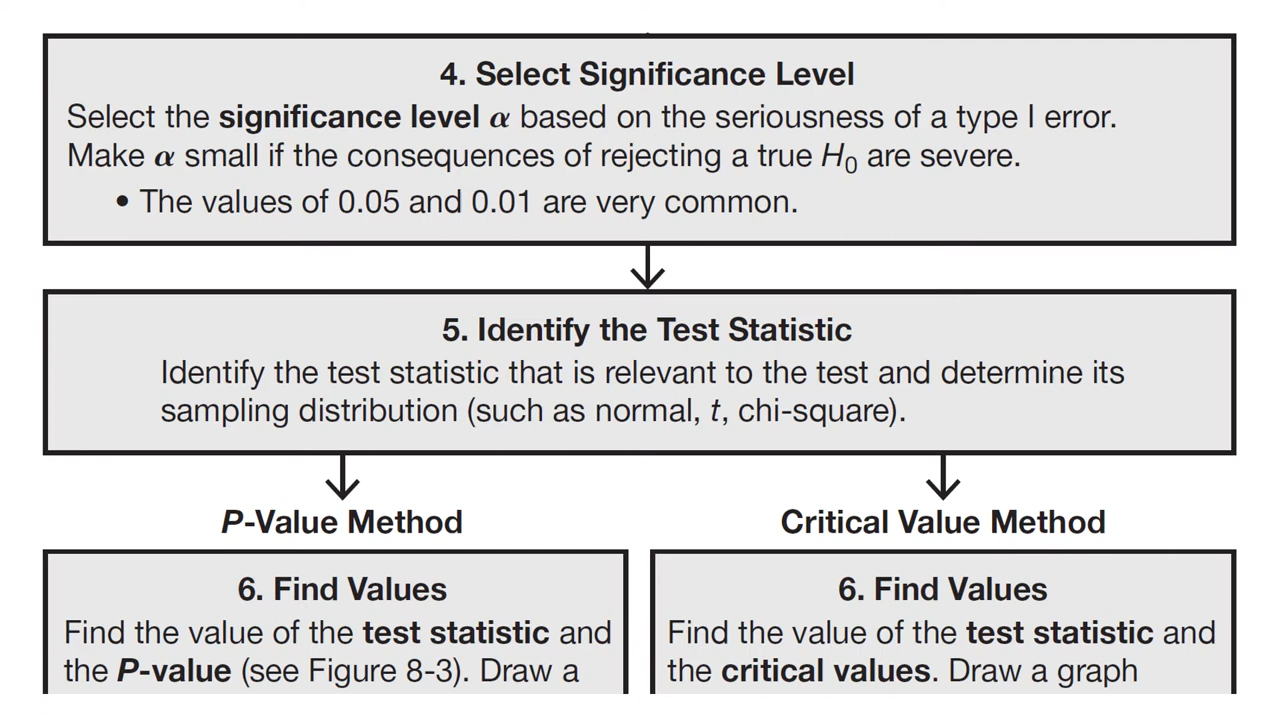 4. Select Significance Level
Select the significance level α based on the seriousness of a type I error.
Make α small if the consequences of rejecting a true H₀ are severe.
• The values of 0.05 and 0.01 are very common.
5. Identify the Test Statistic
Identify the test statistic that is relevant to the test and determine its
sampling distribution (such as normal, t, chi-square).
P-Value Method
6. Find Values
Find the value of the test statistic and
the P-value (see Figure 8-3). Draw a
Critical Value Method
6. Find Values
Find the value of the test statistic and
the critical values. Draw a graph